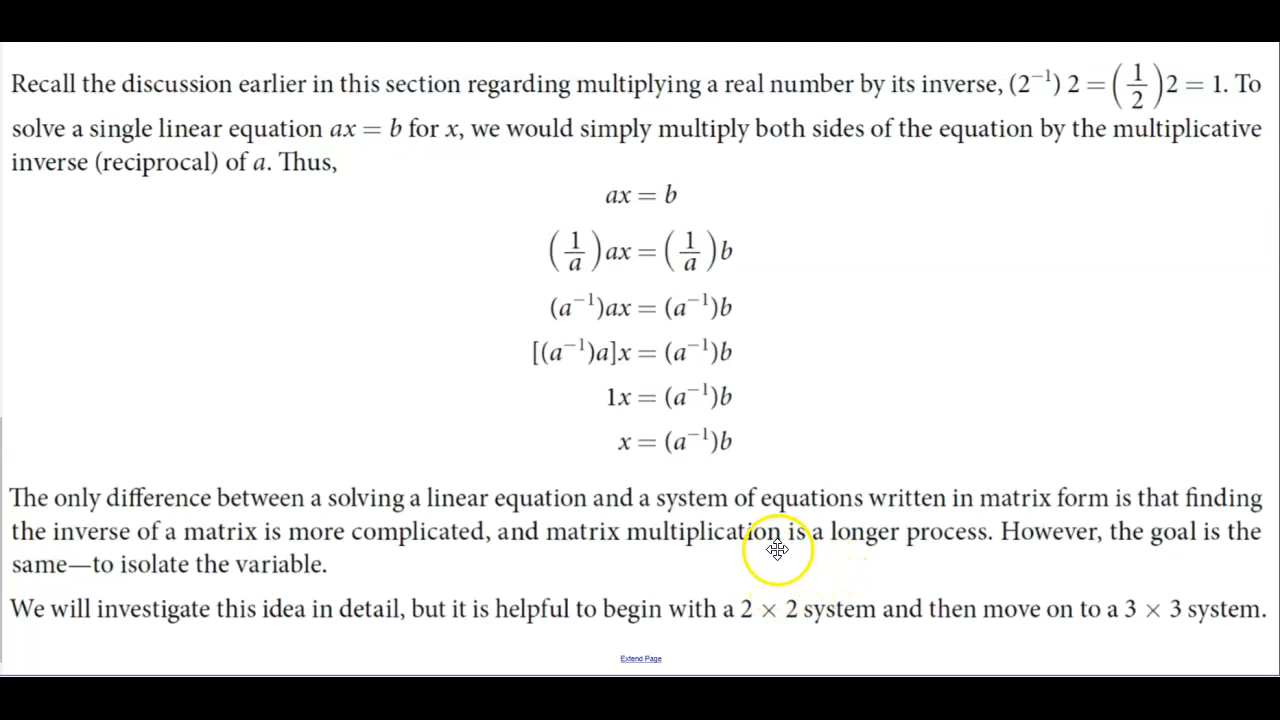 Recall the discussion earlier in this section regarding multiplying a real number by its inverse, (2⁻¹) 2 = (1/2)2 = 1. To
solve a single linear equation ax = b for x, we would simply multiply both sides of the equation by the multiplicative
inverse (reciprocal) of a. Thus,
ax = b
(1/a)ax = (1/a)b
(a⁻¹)ax = (a⁻¹)b
[(a⁻¹)a]x = (a⁻¹)b
1x = (a⁻¹)b
x = (a⁻¹)b
The only difference between a solving a linear equation and a system of equations written in matrix form is that finding
the inverse of a matrix is more complicated, and matrix multiplication is a longer process. However, the goal is the
same—to isolate the variable.
We will investigate this idea in detail, but it is helpful to begin with a 2 × 2 system and then move on to a 3 × 3 system.
Extend Page